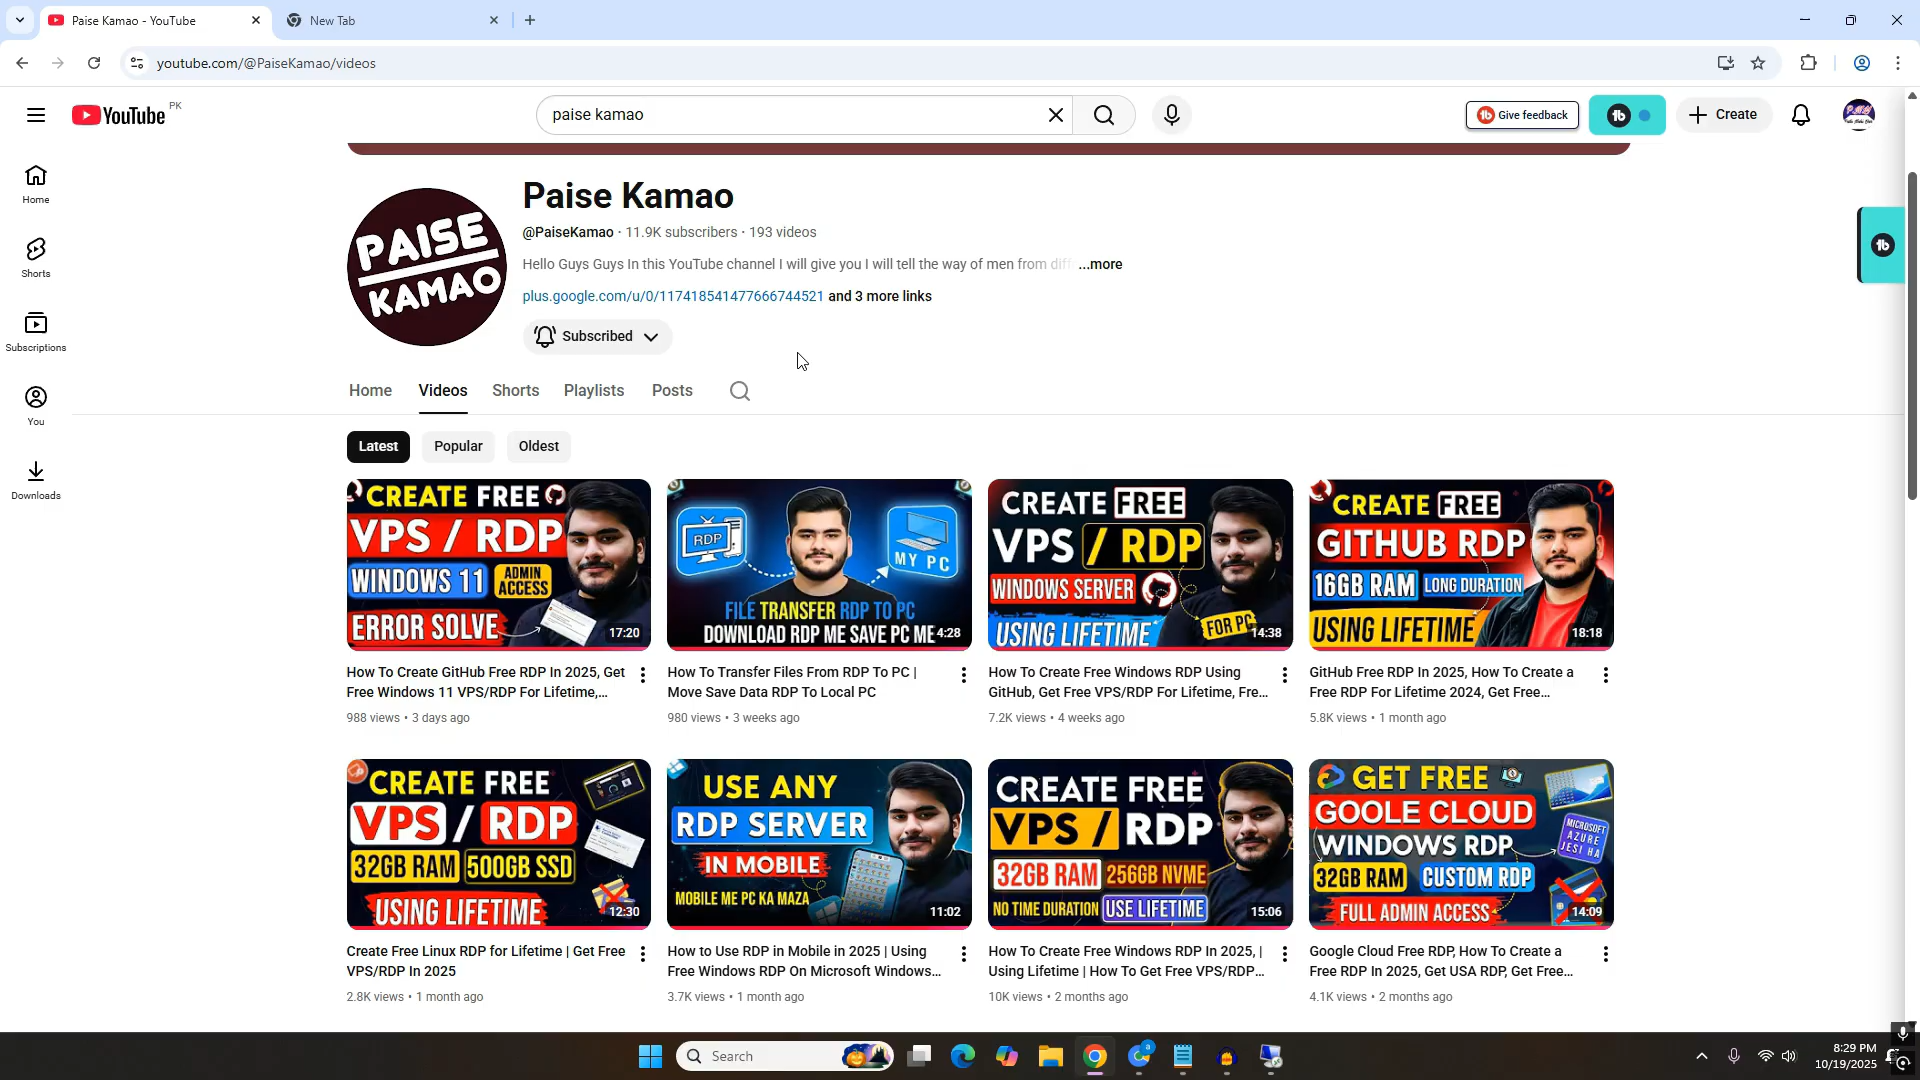 Paise Kamao - YouTube
New Tab
youtube.com/@PaiseKamao/videos
YouTube PK
paise kamao
Give feedback
Create
Home
Shorts
Subscriptions
You
Downloads
PAISE
KAMAO
Paise Kamao
@PaiseKamao · 11.9K subscribers · 193 videos
Hello Guys Guys In this YouTube channel I will give you I will tell the way of men from diff ...more
plus.google.com/u/0/117418541477666744521 and 3 more links
Subscribed
Home Videos Shorts Playlists Posts
Latest Popular Oldest
CREATE FREE
VPS / RDP
WINDOWS 11 ADMIN ACCESS
ERROR SOLVE
17:20
How To Create GitHub Free RDP In 2025, Get
Free Windows 11 VPS/RDP For Lifetime,...
988 views • 3 days ago
RDP
MY PC
FILE TRANSFER RDP TO PC
DOWNLOAD RDP ME SAVE PC ME
4:28
How To Transfer Files From RDP To PC |
Move Save Data RDP To Local PC
980 views • 3 weeks ago
CREATE FREE
VPS / RDP
WINDOWS SERVER
USING LIFETIME
FOR PC
14:38
How To Create Free Windows RDP Using
GitHub, Get Free VPS/RDP For Lifetime, Fre...
7.2K views • 4 weeks ago
CREATE FREE
GITHUB RDP
16GB RAM LONG DURATION
USING LIFETIME
18:18
GitHub Free RDP In 2025, How To Create a
Free RDP For Lifetime 2024, Get Free...
5.8K views • 1 month ago
CREATE FREE
VPS / RDP
32GB RAM 500GB SSD
USING LIFETIME
12:30
Create Free Linux RDP for Lifetime | Get Free
VPS/RDP In 2025
2.8K views • 1 month ago
USE ANY
RDP SERVER
IN MOBILE
MOBILE ME PC KA MAZA
11:02
How to Use RDP in Mobile in 2025 | Using
Free Windows RDP On Microsoft Windows...
3.7K views • 1 month ago
CREATE FREE
VPS / RDP
32GB RAM 256GB NVME
NO TIME DURATION USE LIFETIME
15:06
How To Create Free Windows RDP In 2025, |
Using Lifetime | How To Get Free VPS/RDP...
10K views • 2 months ago
GET FREE
GOOLE CLOUD
WINDOWS RDP
MICROSOFT
AZURE
JESI HA
32GB RAM CUSTOM RDP
FULL ADMIN ACCESS
14:09
Google Cloud Free RDP, How To Create a
Free RDP In 2025, Get USA RDP, Get Free...
4.1K views • 2 months ago
Search
8:29 PM
10/19/2025